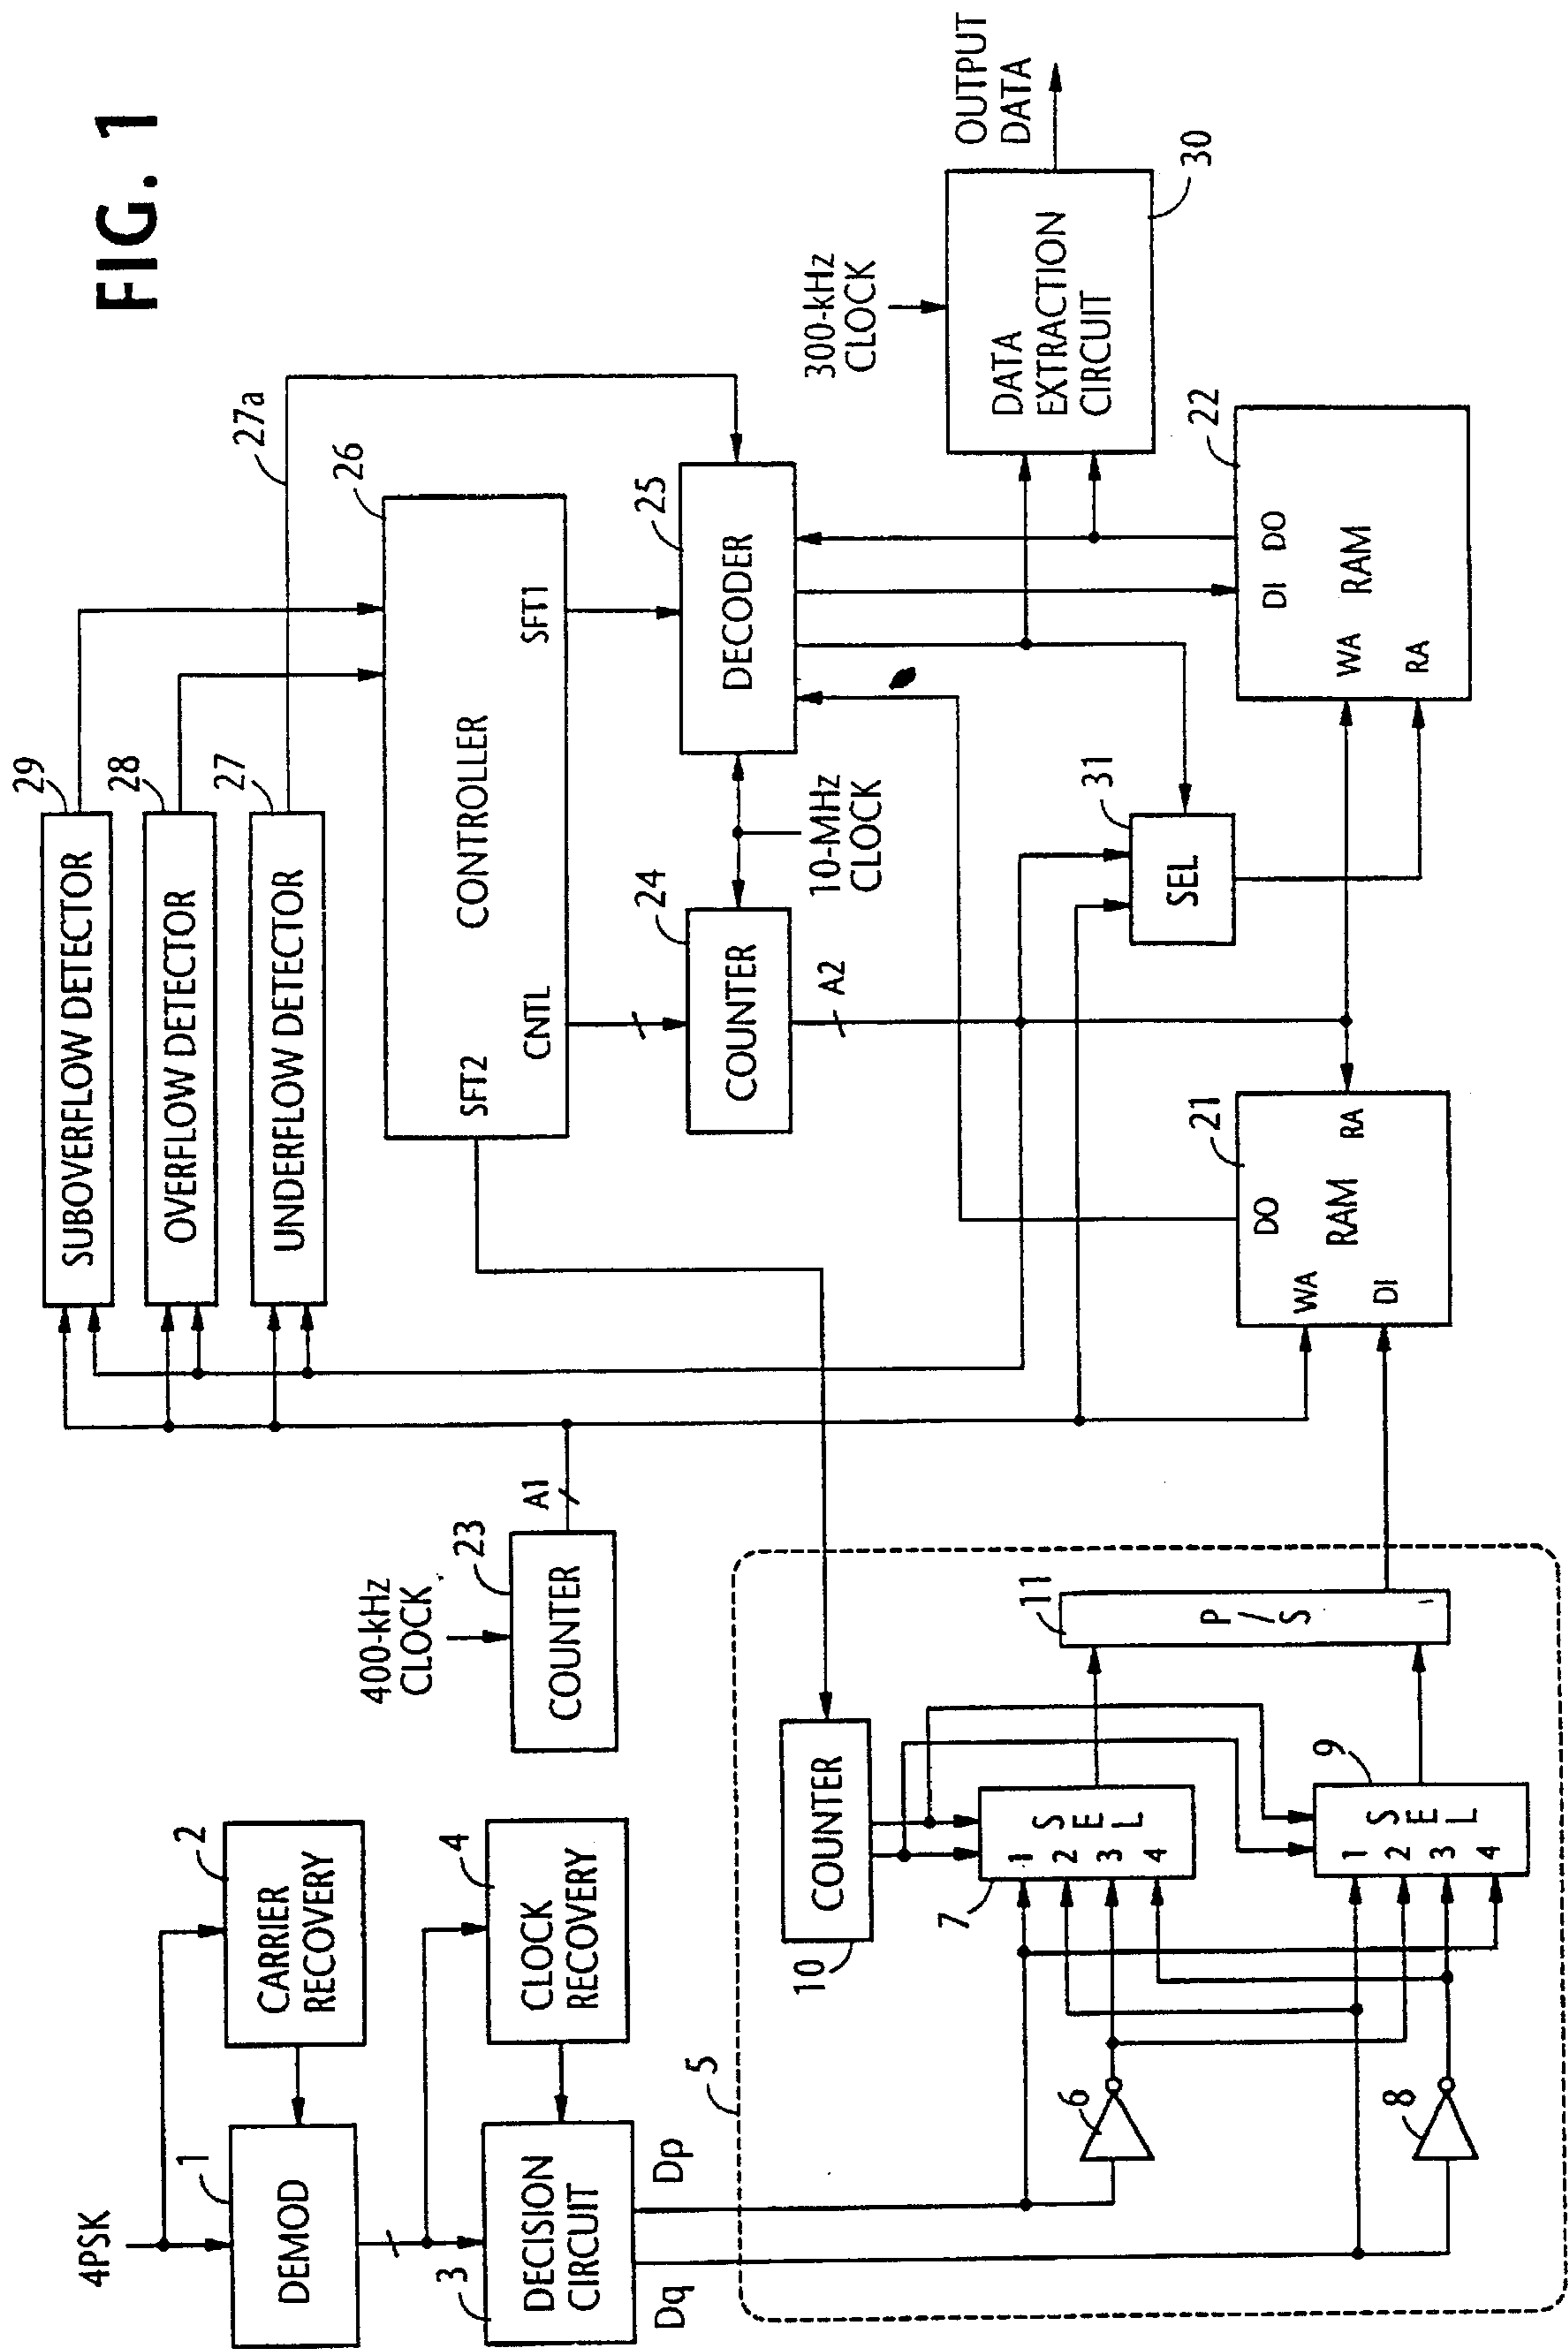 FIG. 1
4PSK
1
DEMOD
2
CARRIER
RECOVERY
3
DECISION
CIRCUIT
4
CLOCK
RECOVERY
Dq
Dp
5
6
8
10
COUNTER
7
1
2
3
4
SEL
9
1
2
3
4
SEL
11
P/S
400-kHz
CLOCK
23
COUNTER
A1
29
SUBOVERFLOW DETECTOR
28
OVERFLOW DETECTOR
27
UNDERFLOW DETECTOR
27a
26
CONTROLLER
SFT2
CNTL
SFT1
24
COUNTER
A2
10-MHz
CLOCK
25
DECODER
31
SEL
21
DO
WA
RAM
DI
RA
22
DI DO
WA
RAM
RA
300-kHz
CLOCK
DATA
EXTRACTION
CIRCUIT
30
OUTPUT
DATA